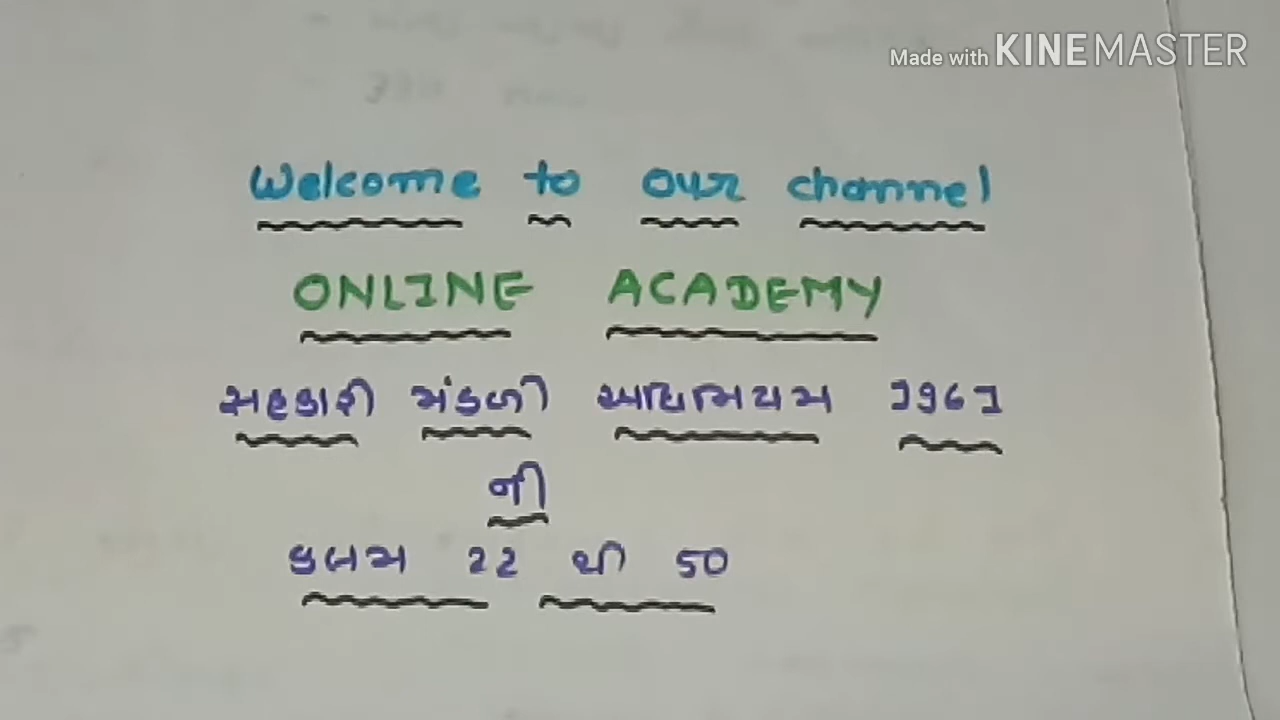 Made with KINEMASTER
Welcome to our channel
ONLINE ACADEMY
સહકારી મંડળી અધિનિયમ 1961
ની
કલમ 22 થી 50